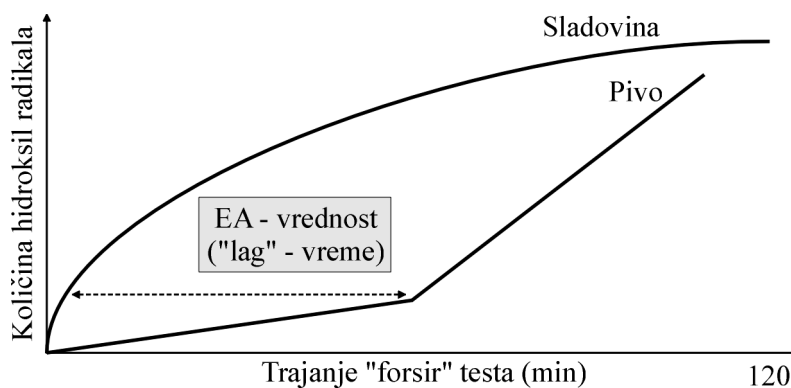 Sladovina
Pivo
Količina hidroksil radikala
EA - vrednost
("lag" - vreme)
Trajanje "forsir" testa (min)
120